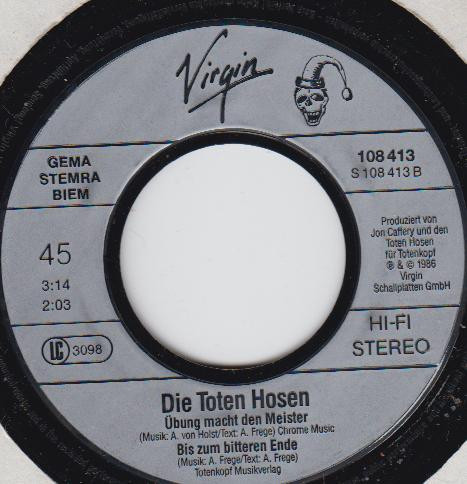 Virgin
GEMA
STEMRA
BIEM
108 413
S 108 413 B
45
3:14
2:03
Produziert von
Jon Caffery und den
Toten Hosen
für Totenkopf
℗ & © 1986
Virgin
Schallplatten GmbH
LC 3098
HI-FI
STEREO
Die Toten Hosen
Übung macht den Meister
(Musik: A. von Holst/Text: A. Frege) Chrome Music
Bis zum bitteren Ende
(Musik: A. Frege/Text: A. Frege)
Totenkopf Musikverlag